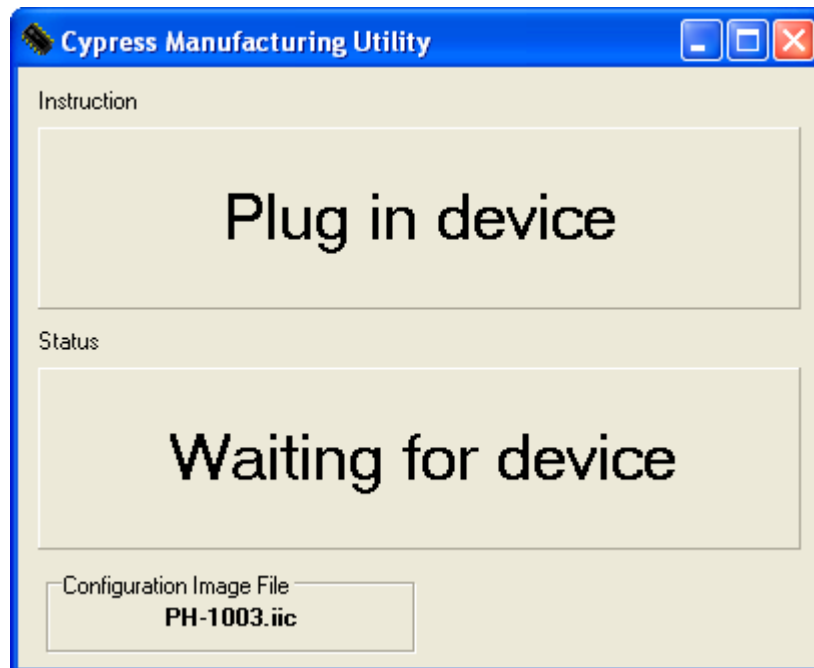 Cypress Manufacturing Utility
Instruction
Plug in device
Status
Waiting for device
Configuration Image File
PH-1003.iic